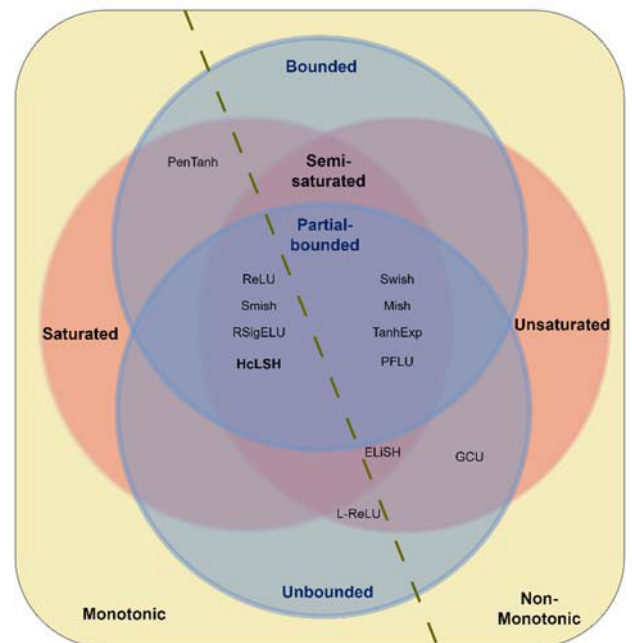 Bounded
PenTanh
Semi-
saturated
Partial-
bounded
ReLU
Swish
Smish
Mish
Saturated
RSigELU
TanhExp
Unsaturated
HcLSH
PFLU
ELiSH
GCU
L-ReLU
Unbounded
Monotonic
Non-
Monotonic